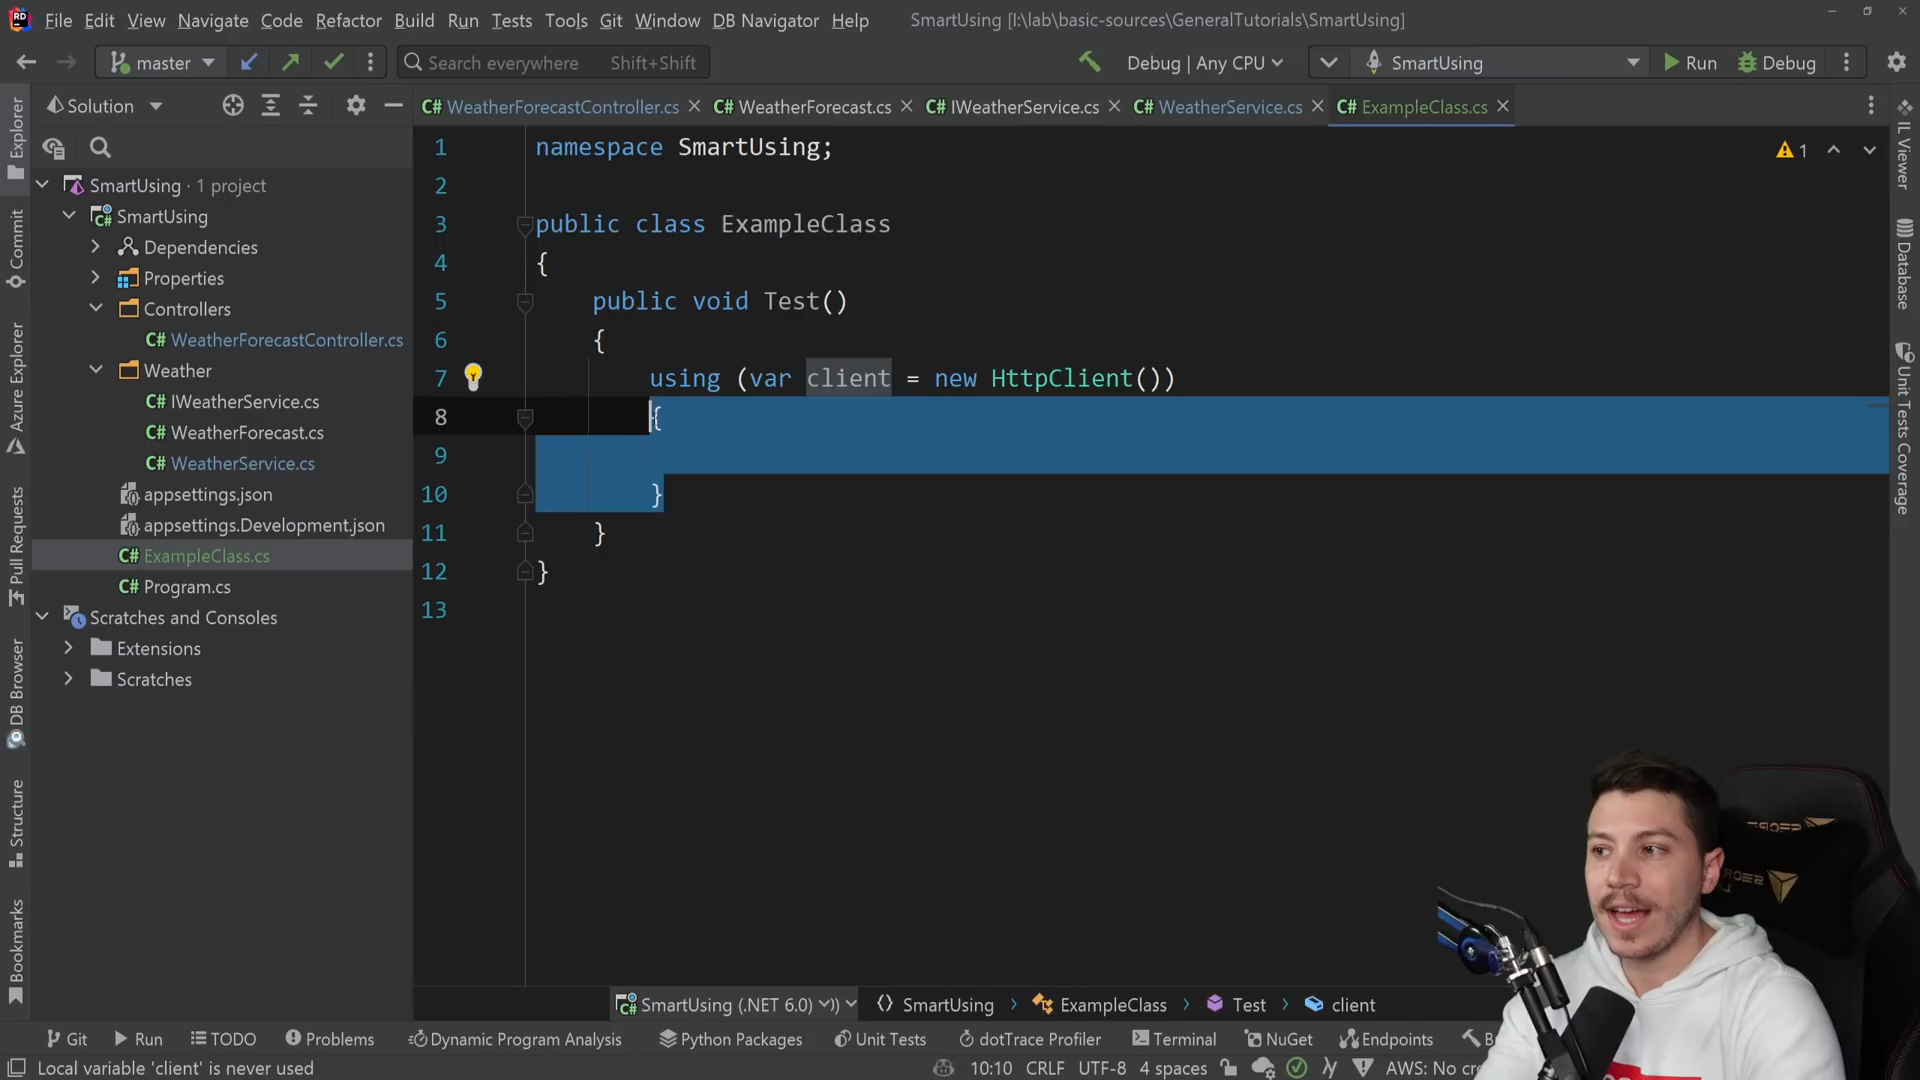 File Edit View Navigate Code Refactor Build Run Tests Tools Git Window DB Navigator Help SmartUsing [I:\lab\basic-sources\GeneralTutorials\SmartUsing]
master Search everywhere Shift+Shift Debug | Any CPU SmartUsing Run Debug
Solution
WeatherForecastController.cs WeatherForecast.cs IWeatherService.cs WeatherService.cs ExampleClass.cs
SmartUsing · 1 project
SmartUsing
Dependencies
Properties
Controllers
C# WeatherForecastController.cs
Weather
C# IWeatherService.cs
C# WeatherForecast.cs
C# WeatherService.cs
appsettings.json
appsettings.Development.json
C# ExampleClass.cs
C# Program.cs
Scratches and Consoles
Extensions
Scratches
1 namespace SmartUsing;
2
3 public class ExampleClass
4 {
5 public void Test()
6 {
7 using (var client = new HttpClient())
8 {
9
10 }
11 }
12 }
13
1
Explorer
Commit
Azure Explorer
Pull Requests
DB Browser
Structure
Bookmarks
IL Viewer
Database
Unit Tests Coverage
SmartUsing (.NET 6.0) SmartUsing ExampleClass Test client
Git Run TODO Problems Dynamic Program Analysis Python Packages Unit Tests dotTrace Profiler Terminal NuGet Endpoints
Local variable 'client' is never used 10:10 CRLF UTF-8 4 spaces AWS: No